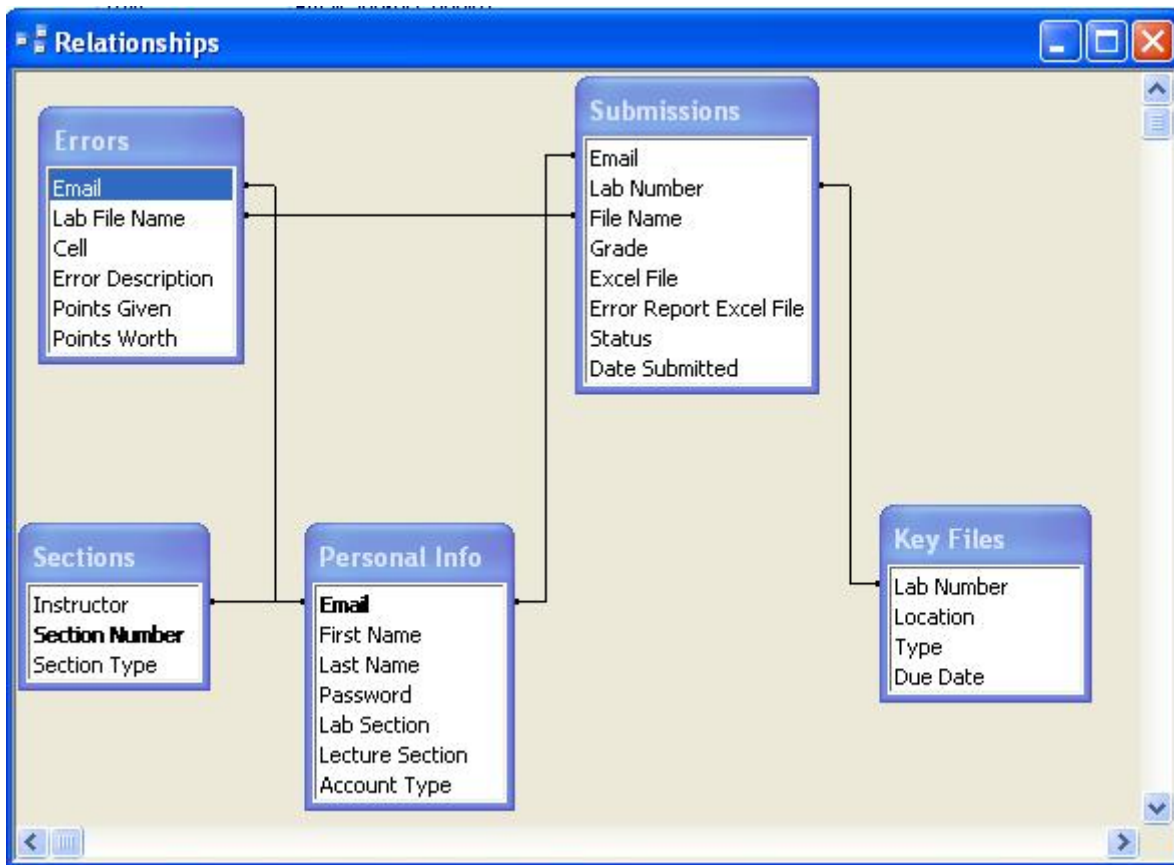 Relationships
Errors
Email
Lab File Name
Cell
Error Description
Points Given
Points Worth
Submissions
Email
Lab Number
File Name
Grade
Excel File
Error Report Excel File
Status
Date Submitted
Sections
Instructor
Section Number
Section Type
Personal Info
Email
First Name
Last Name
Password
Lab Section
Lecture Section
Account Type
Key Files
Lab Number
Location
Type
Due Date